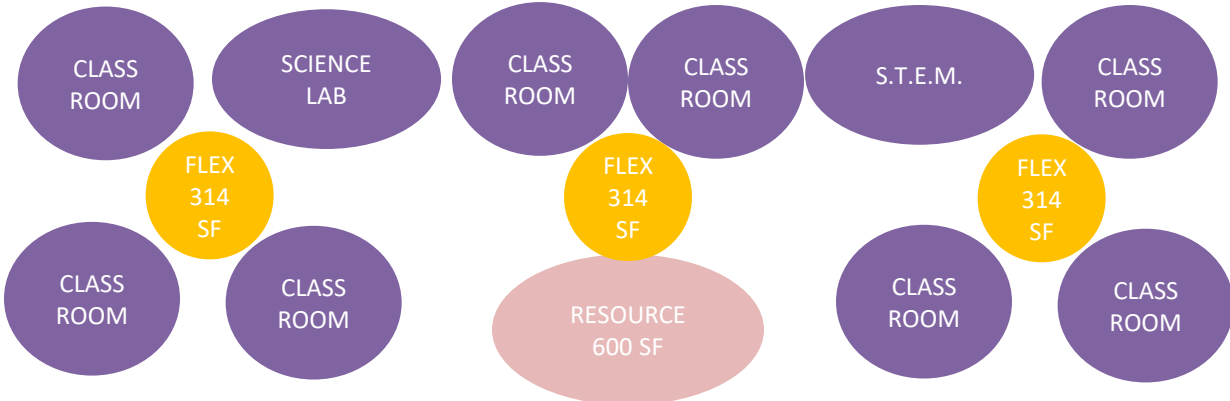 CLASS
ROOM
SCIENCE
LAB
CLASS
ROOM
CLASS
ROOM
S.T.E.M.
CLASS
ROOM
FLEX
314
SF
FLEX
314
SF
FLEX
314
SF
CLASS
ROOM
CLASS
ROOM
RESOURCE
600 SF
CLASS
ROOM
CLASS
ROOM